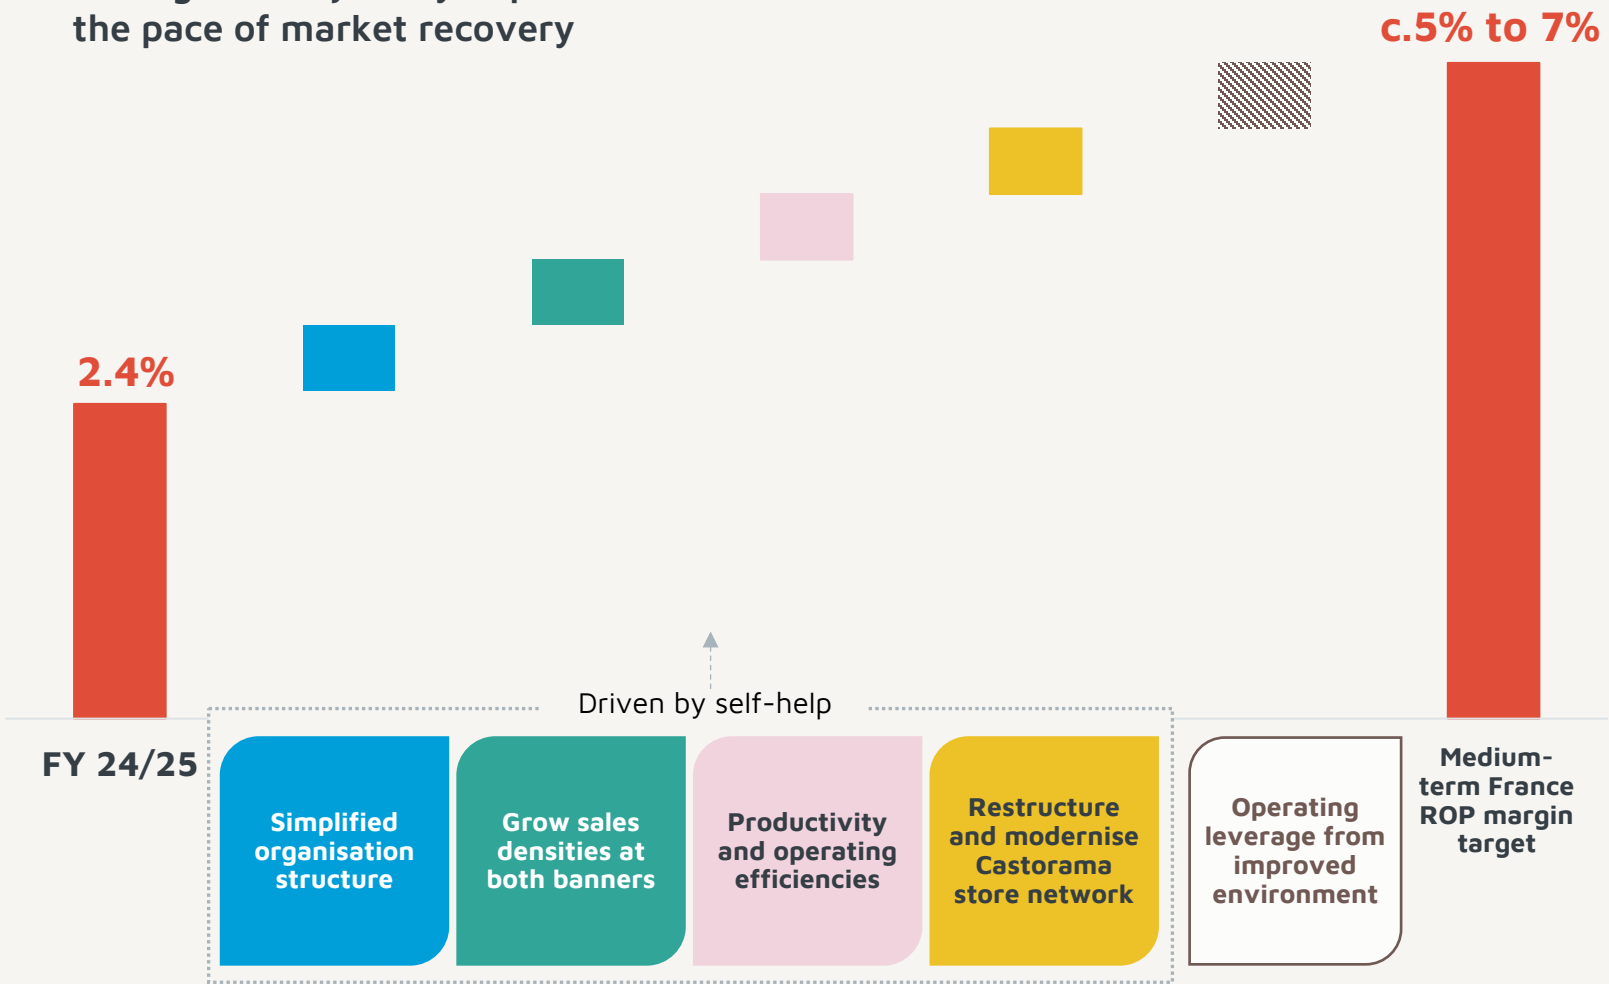 the pace of market recovery
c.5% to 7%
2.4%
Driven by self-help
FY 24/25
Simplified
organisation
structure
Grow sales
densities at
both banners
Productivity
and operating
efficiencies
Restructure
and modernise
Castorama
store network
Operating
leverage from
improved
environment
Medium-
term France
ROP margin
target